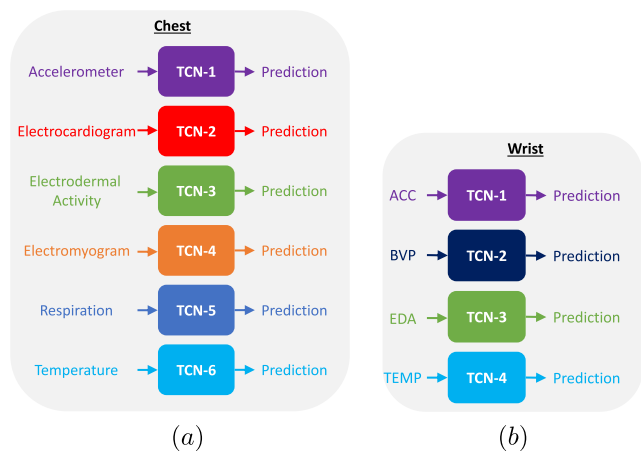 Chest
Accelerometer TCN-1 Prediction
Electrocardiogram TCN-2 Prediction
Electrodermal
Activity TCN-3 Prediction
Electromyogram TCN-4 Prediction
Respiration TCN-5 Prediction
Temperature TCN-6 Prediction
(a)
Wrist
ACC TCN-1 Prediction
BVP TCN-2 Prediction
EDA TCN-3 Prediction
TEMP TCN-4 Prediction
(b)